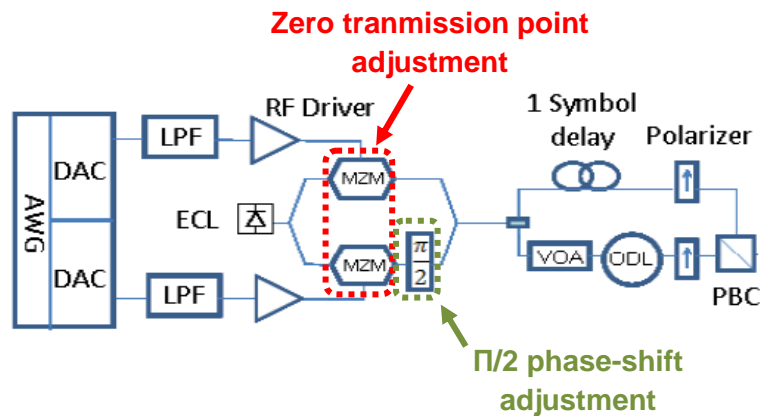 Zero tranmission point
adjustment
RF Driver
1 Symbol
delay
Polarizer
LPF
DAC
MZM
AWG
ECL
π
2
DAC
MZM
VOA
ODL
LPF
PBC
Π/2 phase-shift
adjustment